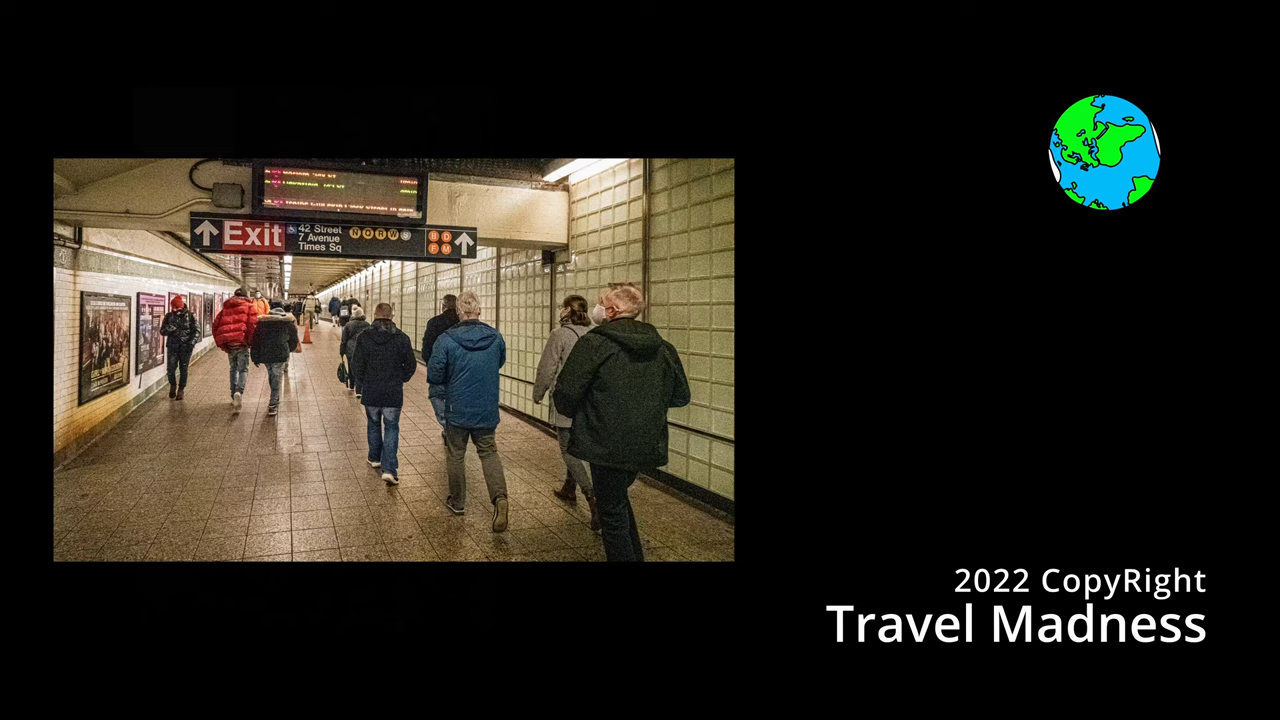 Exit
42 Street
7 Avenue
Times Sq
N Q R W S
B D
F M
2022 CopyRight
Travel Madness